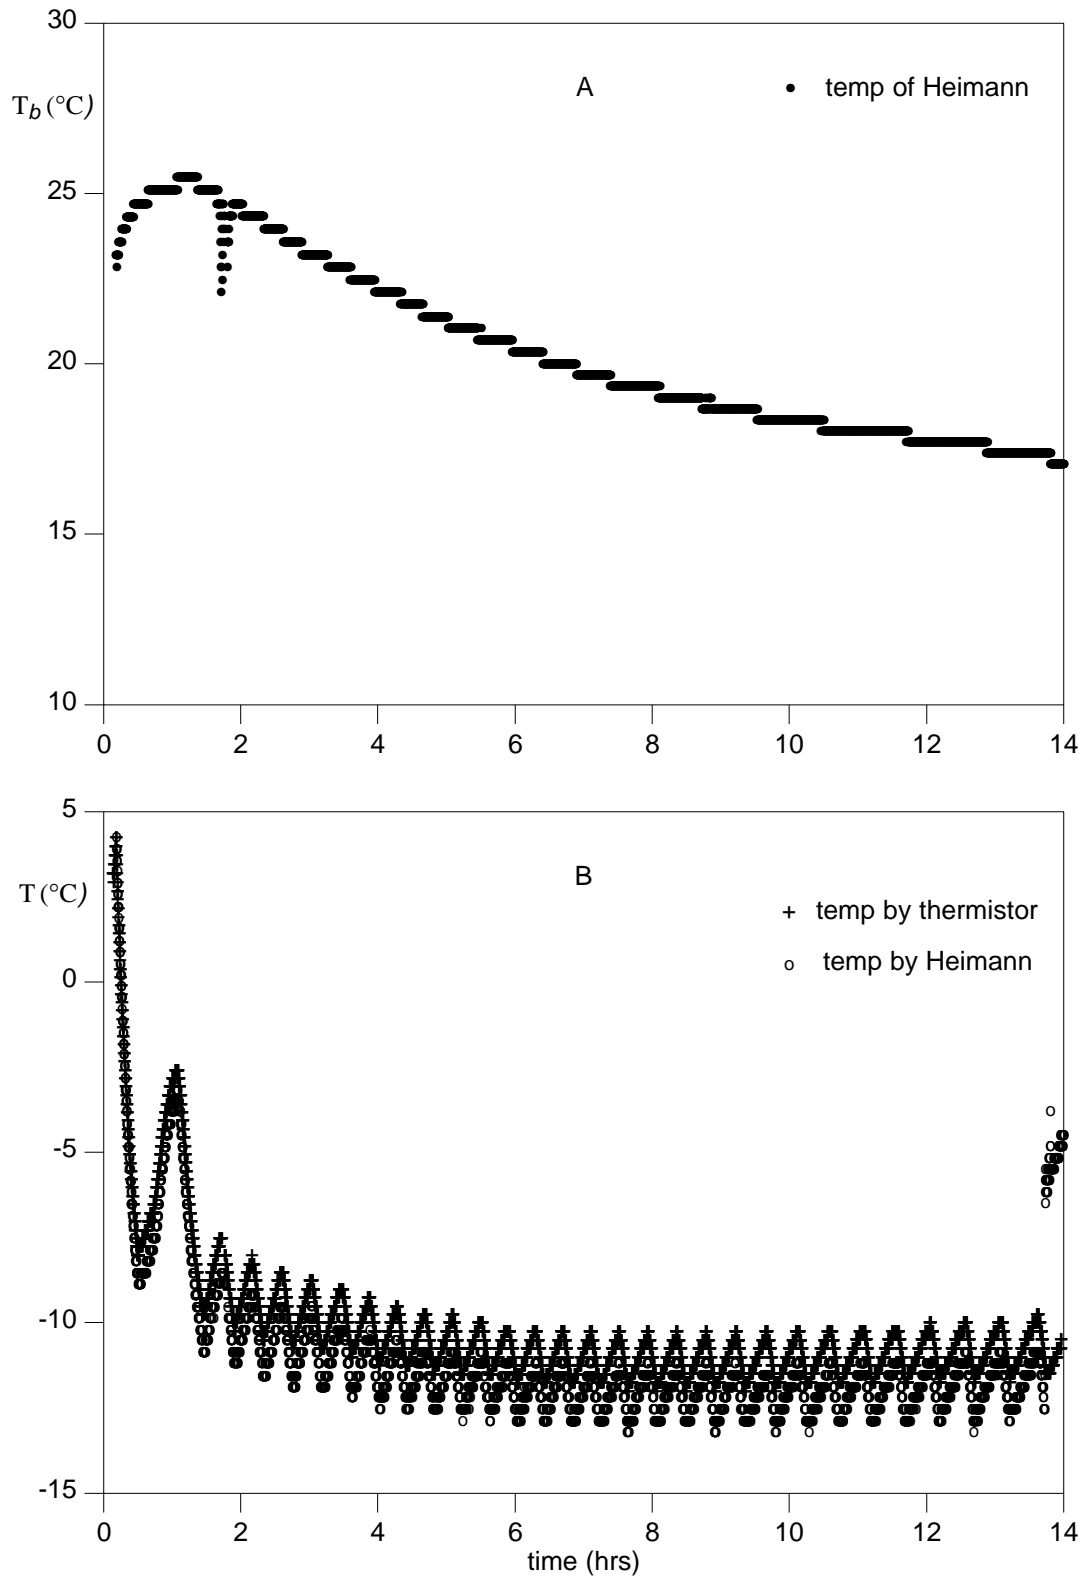 30
A
• temp of Heimann
T_b (°C)
25
20
15
10
0 2 4 6 8 10 12 14
5
B
T (°C)
+ temp by thermistor
o temp by Heimann
0
-5
-10
-15
0 2 4 6 8 10 12 14
time (hrs)